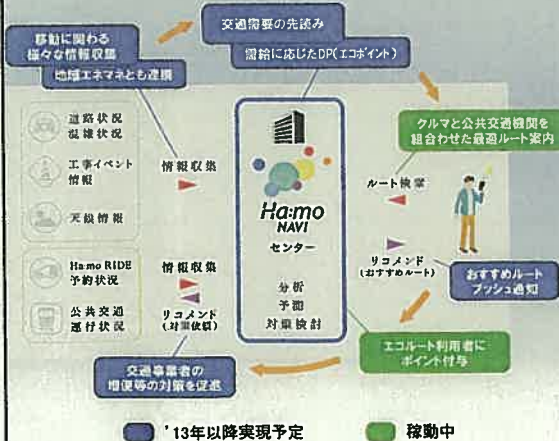 交通需要の先読み
需給に応じたDP(エコポイント)
移動に関わる
様々な情報収集
地域エネマネとも連携
道路状況
混雑状況
工事イベント
情報
天候情報
Ha:mo RIDE
予約状況
公共交通
運行状況
情報収集
情報収集
リコメンド
(対策依頼)
Ha:mo
NAVI
センター
分析
予測
対策検討
クルマと公共交通機関を
組合わせた最適ルート案内
ルート検索
リコメンド
(おすすめルート)
おすすめルート
プッシュ通知
エコルート利用者に
ポイント付与
交通事業者の
増便等の対策を促進
'13年以降実現予定
稼動中